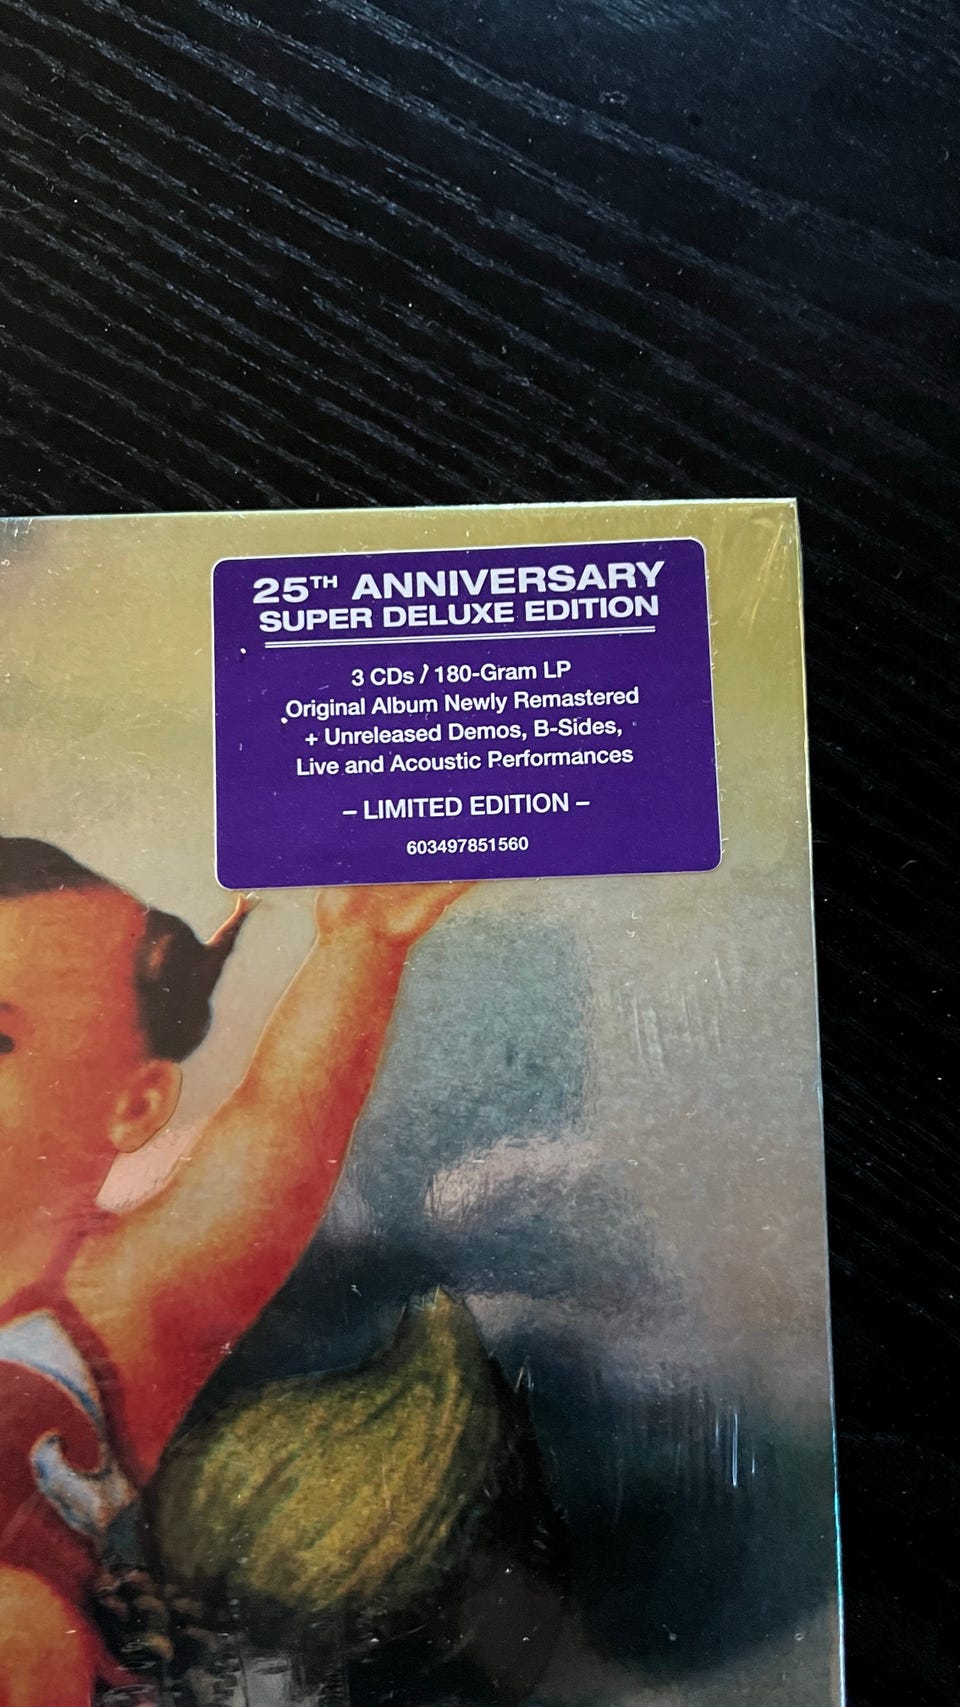 25TH ANNIVERSARY
SUPER DELUXE EDITION
3 CDs / 180-Gram LP
Original Album Newly Remastered
+ Unreleased Demos, B-Sides,
Live and Acoustic Performances
– LIMITED EDITION –
603497851560